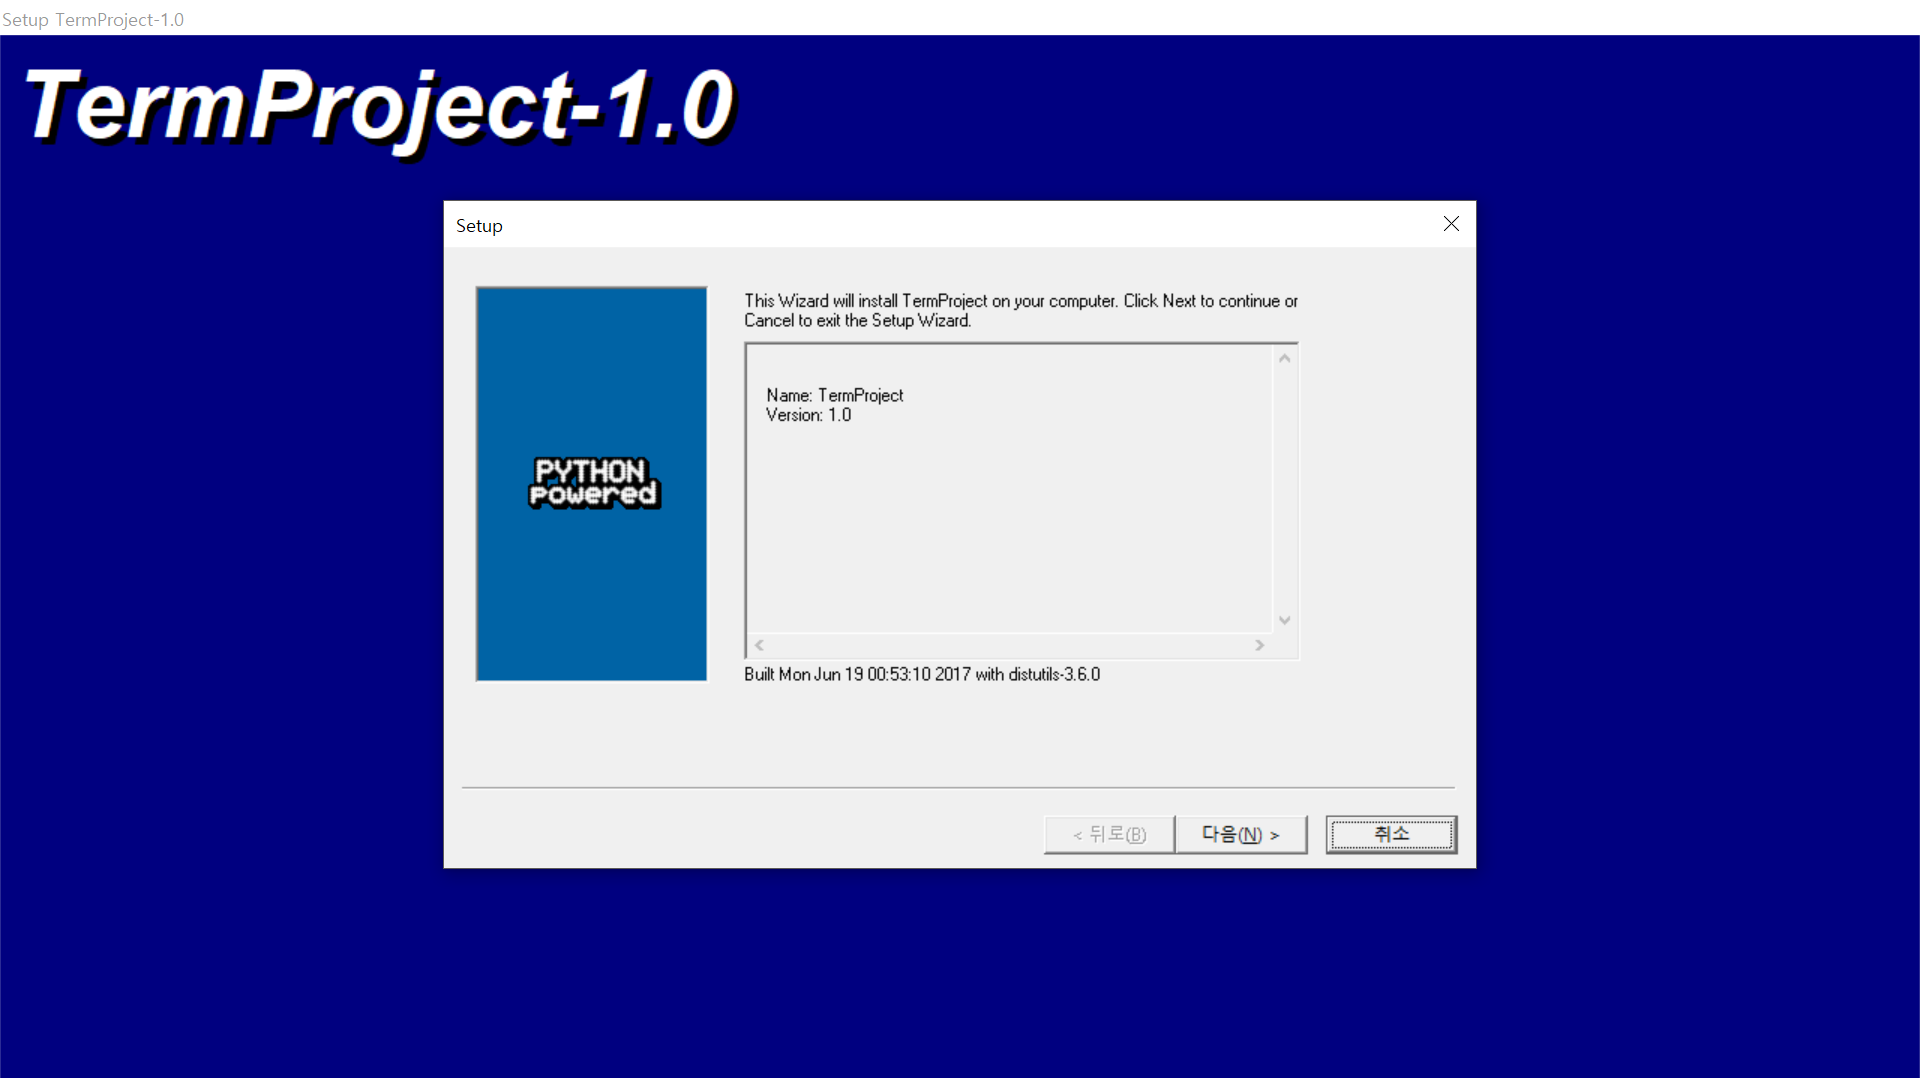 Setup TermProject-1.0
TermProject-1.0
Setup
This Wizard will install TermProject on your computer. Click Next to continue or
Cancel to exit the Setup Wizard.
Name: TermProject
Version: 1.0
PYTHON
powered
Built Mon Jun 19 00:53:10 2017 with distutils-3.6.0
< 뒤로(B)
다음(N) >
취소